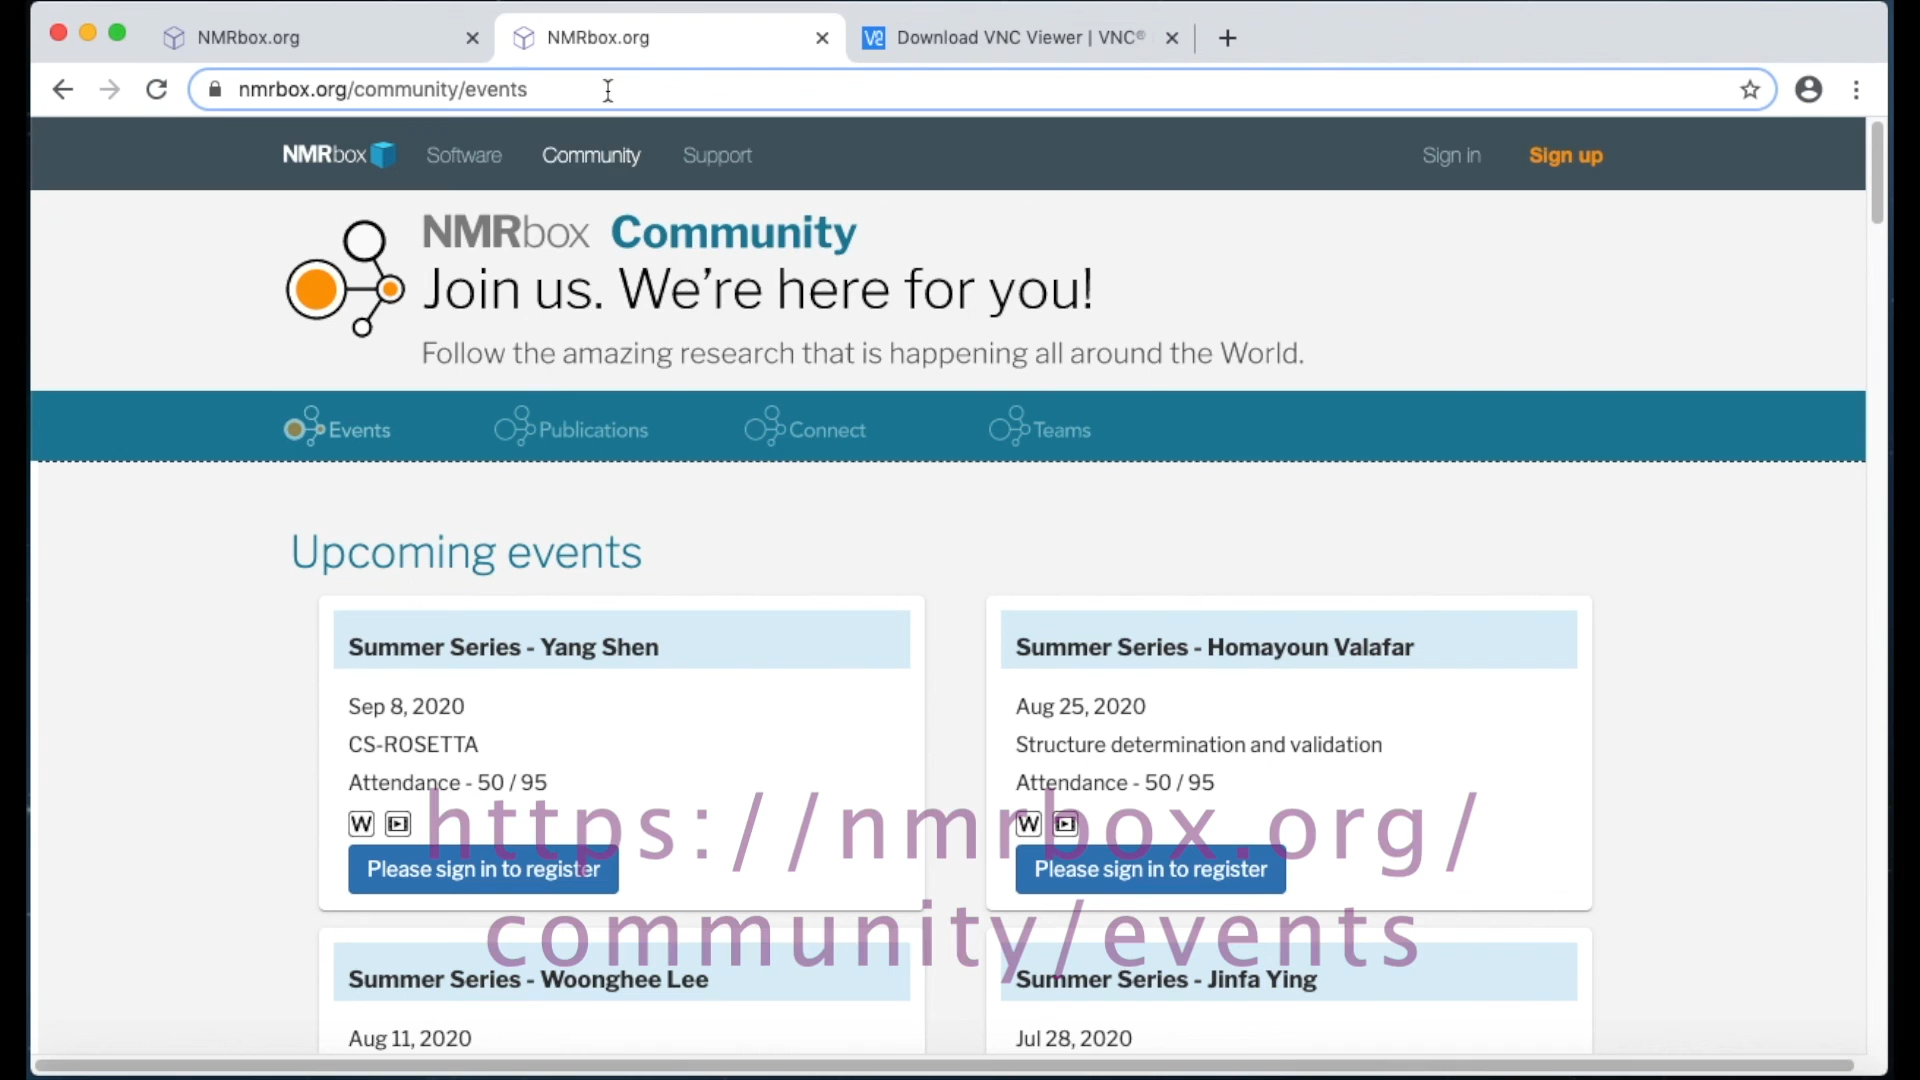 NMRbox.org
NMRbox.org
Download VNC Viewer | VNC®
nmrbox.org/community/events
NMRbox Software Community Support Sign in Sign up
NMRbox Community
Join us. We're here for you!
Follow the amazing research that is happening all around the World.
Events Publications Connect Teams
Upcoming events
Summer Series - Yang Shen
Sep 8, 2020
CS-ROSETTA
Attendance - 50 / 95
W
Please sign in to register
Summer Series - Homayoun Valafar
Aug 25, 2020
Structure determination and validation
Attendance - 50 / 95
W
Please sign in to register
https://nmrbox.org/
community/events
Summer Series - Woonghee Lee
Aug 11, 2020
Summer Series - Jinfa Ying
Jul 28, 2020